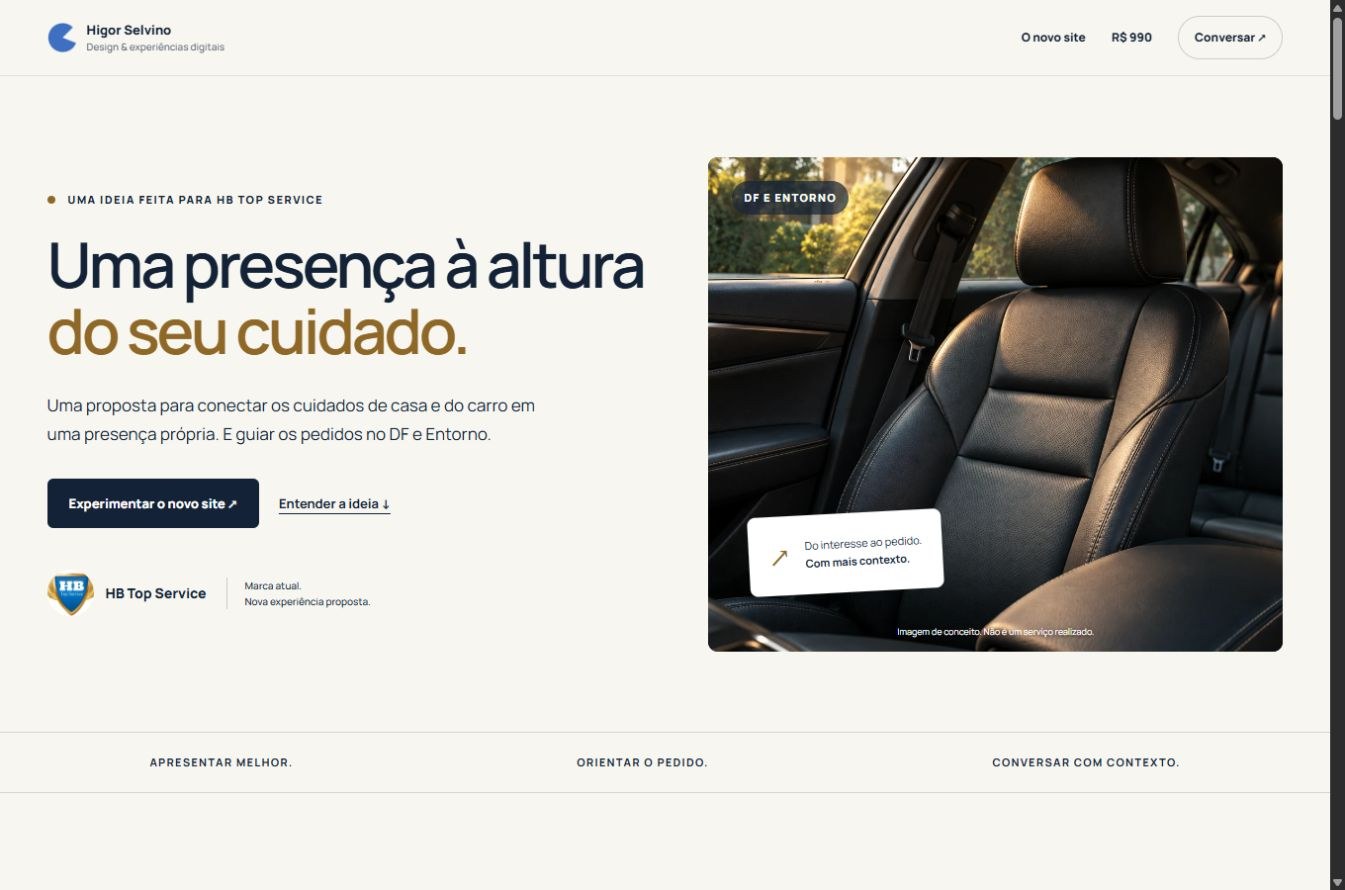 Higor Selvino
Design & experiências digitais
O novo site
R$ 990
Conversar ↗
UMA IDEIA FEITA PARA HB TOP SERVICE
Uma presença à altura
do seu cuidado.
Uma proposta para conectar os cuidados de casa e do carro em
uma presença própria. E guiar os pedidos no DF e Entorno.
Experimentar o novo site ↗
Entender a ideia ↓
HB
Top Service
HB Top Service
Marca atual.
Nova experiência proposta.
DF E ENTORNO
↗
Do interesse ao pedido.
Com mais contexto.
Imagem de conceito. Não é um serviço realizado.
APRESENTAR MELHOR.
ORIENTAR O PEDIDO.
CONVERSAR COM CONTEXTO.